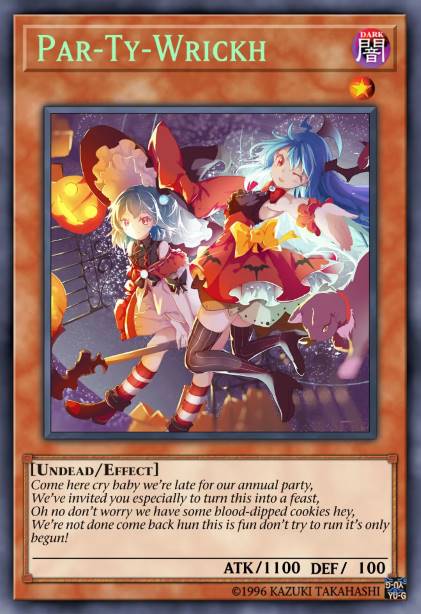 PAR-TY-WRICKH
DARK
闇
[UNDEAD/EFFECT]
Come here cry baby we're late for our annual party,
We've invited you especially to turn this into a feast,
Oh no don't worry we have some blood-dipped cookies hey,
We're not done come back hun this is fun don't try to run it's only
begun!
ATK/1100 DEF/ 100
©1996 KAZUKI TAKAHASHI